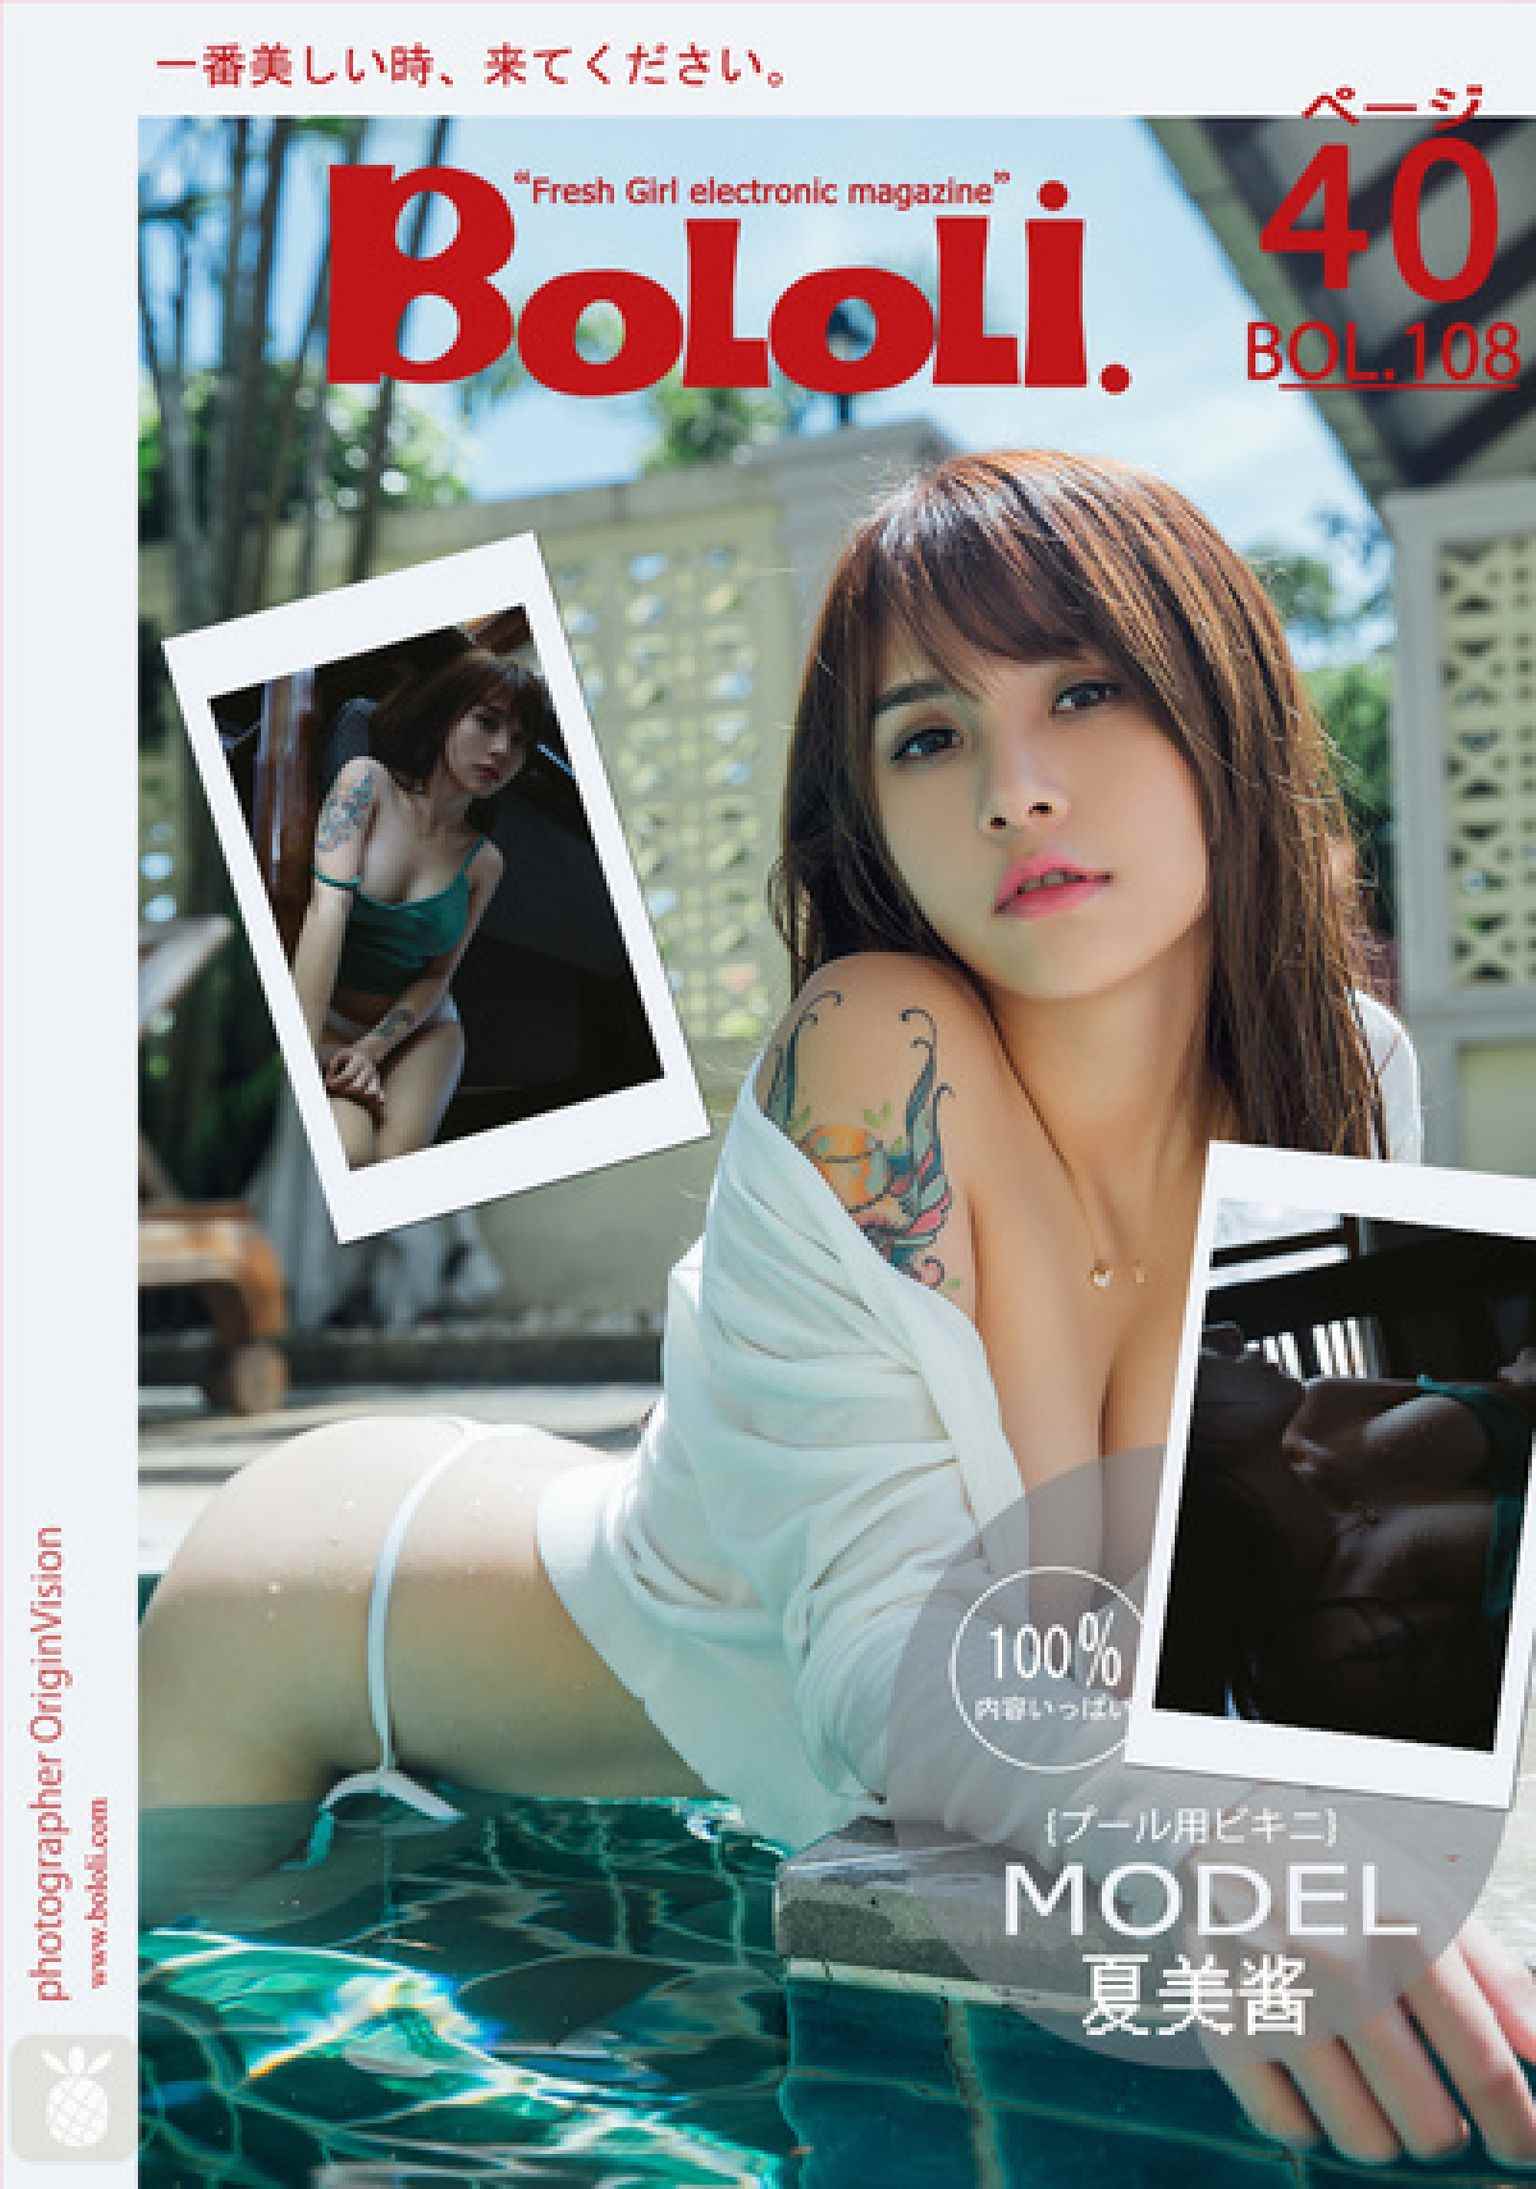 一番美しい時、来てください。
ページ
40
BOL.108
“Fresh Girl electronic magazine”
BoLoLi.
100%
内容いっぱい
{プール用ビキニ}
MODEL
夏美酱
photographer OriginVision
www.bololi.com